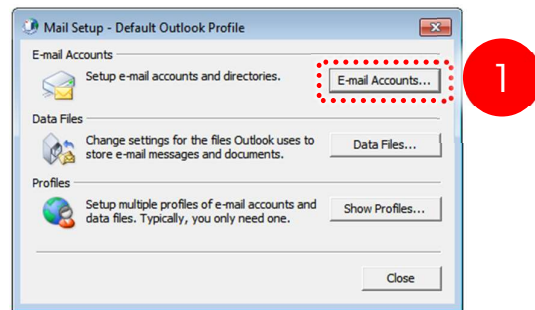 Mail Setup - Default Outlook Profile
E-mail Accounts
Setup e-mail accounts and directories.
E-mail Accounts...
1
Data Files
Change settings for the files Outlook uses to
store e-mail messages and documents.
Data Files...
Profiles
Setup multiple profiles of e-mail accounts and
data files. Typically, you only need one.
Show Profiles...
Close